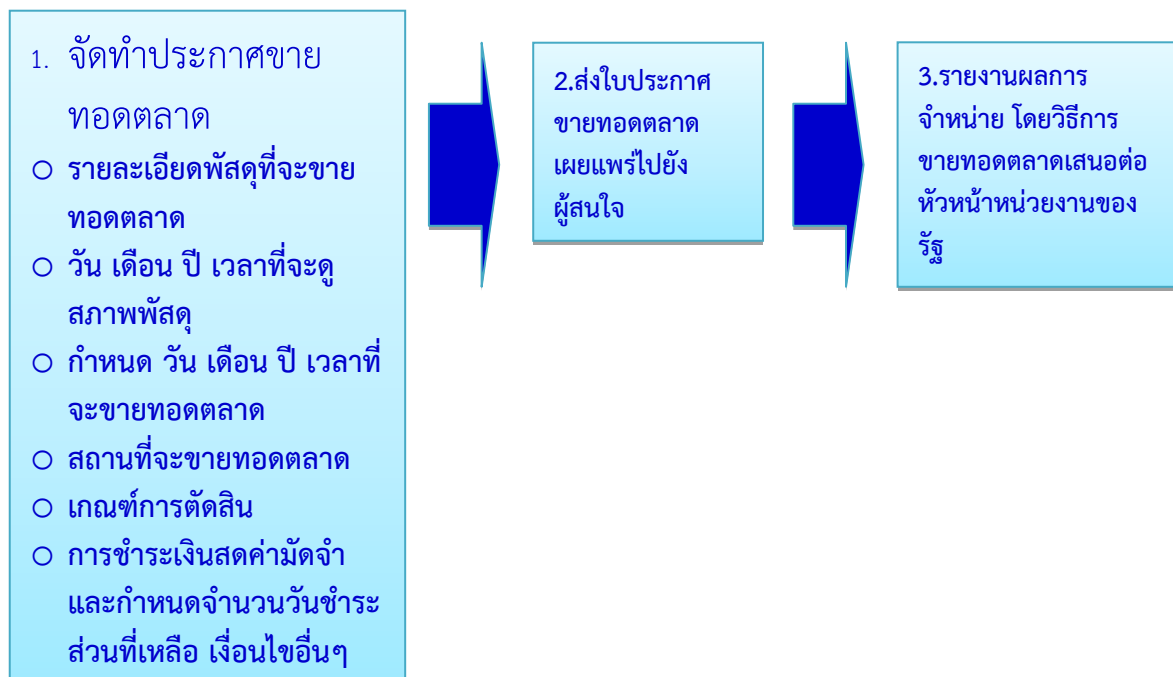 1. จัดทำประกาศขาย
ทอดตลาด
○ รายละเอียดพัสดุที่จะขาย
ทอดตลาด
○ วัน เดือน ปี เวลาที่จะดู
สภาพพัสดุ
○ กำหนด วัน เดือน ปี เวลาที่
จะขายทอดตลาด
○ สถานที่จะขายทอดตลาด
○ เกณฑ์การตัดสิน
○ การชำระเงินสดค่ามัดจำ
และกำหนดจำนวนวันชำระ
ส่วนที่เหลือ เงื่อนไขอื่นๆ
2.ส่งใบประกาศ
ขายทอดตลาด
เผยแพร่ไปยัง
ผู้สนใจ
3.รายงานผลการ
จำหน่าย โดยวิธีการ
ขายทอดตลาดเสนอต่อ
หัวหน้าหน่วยงานของ
รัฐ